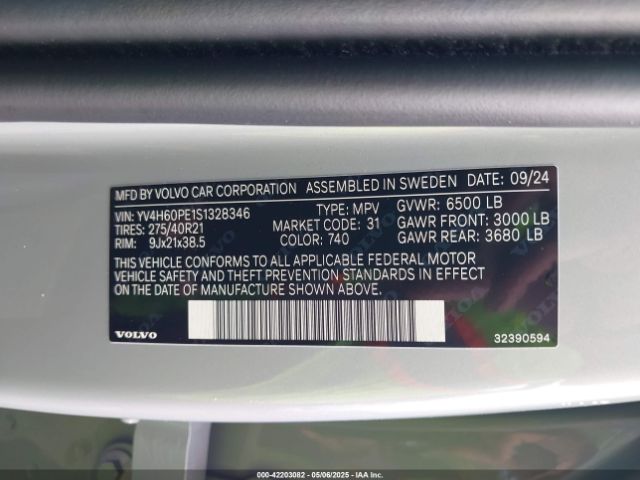 MFD BY VOLVO CAR CORPORATION ASSEMBLED IN SWEDEN DATE: 09/24
VIN: YV4H60PE1S1328346 TYPE: MPV GVWR: 6500 LB
TIRES: 275/40R21 MARKET CODE: 31 GAWR FRONT: 3000 LB
RIM: 9Jx21x38.5 COLOR: 740 GAWR REAR: 3680 LB
THIS VEHICLE CONFORMS TO ALL APPLICABLE FEDERAL MOTOR
VEHICLE SAFETY AND THEFT PREVENTION STANDARDS IN EFFECT
ON THE DATE OF MANUFACTURE SHOWN ABOVE.
VOLVO 32390594
000-42203082 - 05/06/2025 - IAA Inc.